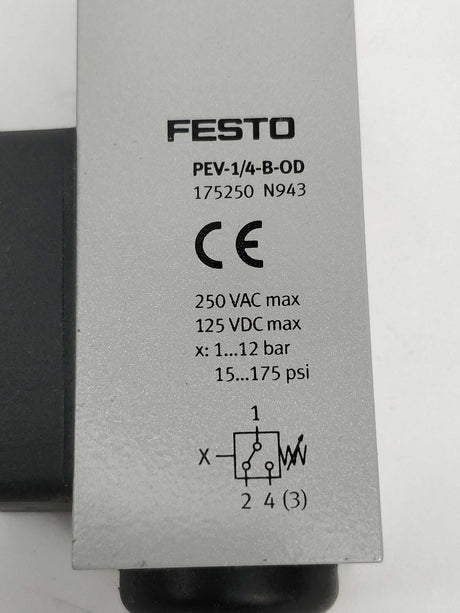 FESTO
PEV-1/4-B-OD
175250 N943
CE
250 VAC max
125 VDC max
x: 1...12 bar
15...175 psi
1
X
2 4 (3)